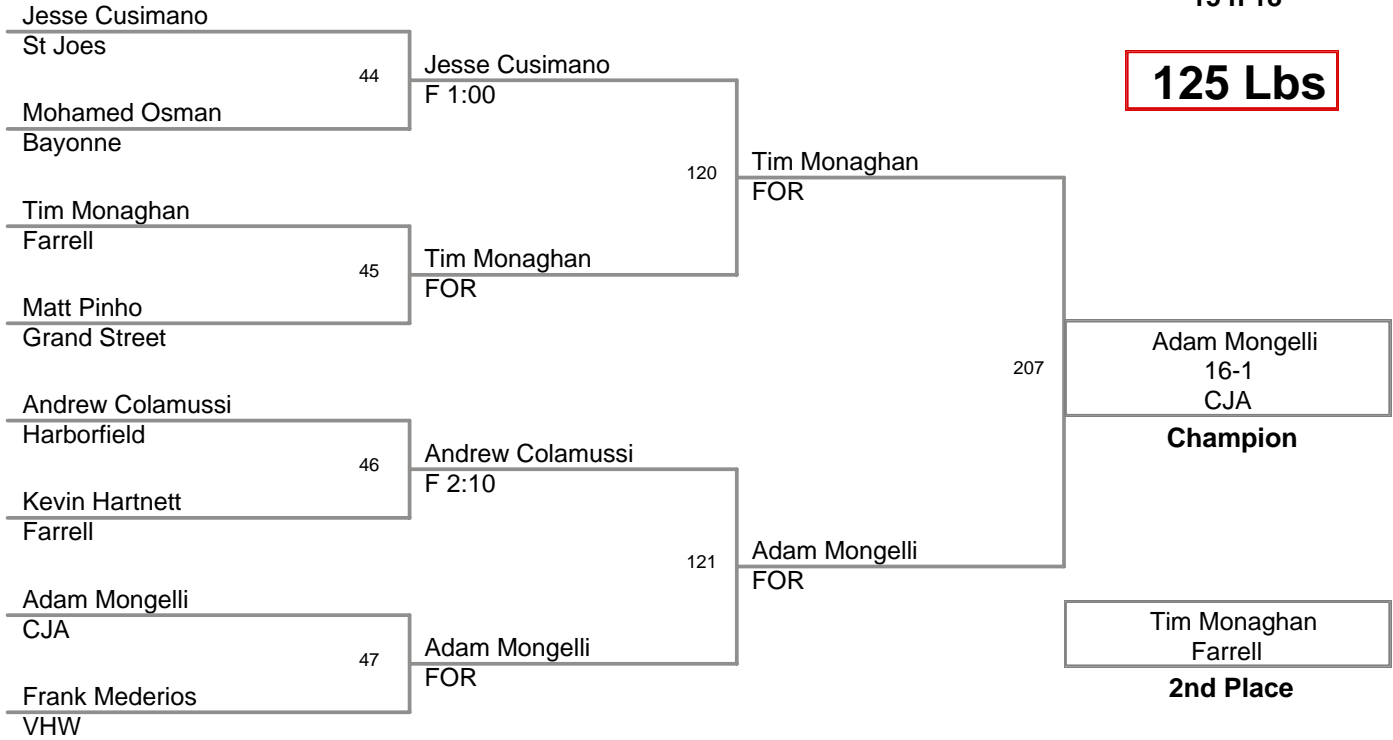 Jesse Cusimano
St Joes
44
Mohamed Osman
Bayonne
Jesse Cusimano
F 1:00
Tim Monaghan
Farrell
45
Matt Pinho
Grand Street
Tim Monaghan
FOR
120
Tim Monaghan
FOR
Andrew Colamussi
Harborfield
46
Kevin Hartnett
Farrell
Andrew Colamussi
F 2:10
Adam Mongelli
CJA
47
Frank Mederios
VHW
Adam Mongelli
FOR
121
Adam Mongelli
FOR
207
125 Lbs
Adam Mongelli
16-1
CJA
Champion
Tim Monaghan
Farrell
2nd Place